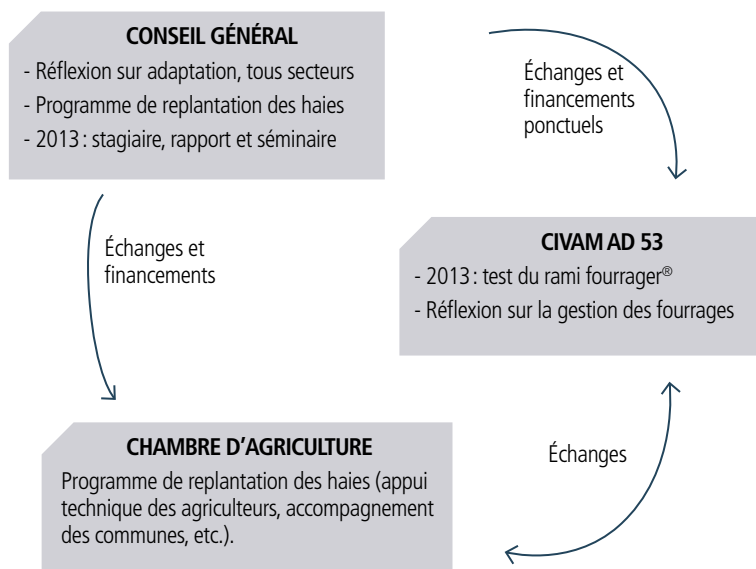 CONSEIL GÉNÉRAL
- Réflexion sur adaptation, tous secteurs
- Programme de replantation des haies
- 2013 : stagiaire, rapport et séminaire
Échanges et
financements
ponctuels
Échanges et
financements
CIVAM AD 53
- 2013 : test du rami fourrager®
- Réflexion sur la gestion des fourrages
CHAMBRE D’AGRICULTURE
Programme de replantation des haies (appui
technique des agriculteurs, accompagnement
des communes, etc.).
Échanges